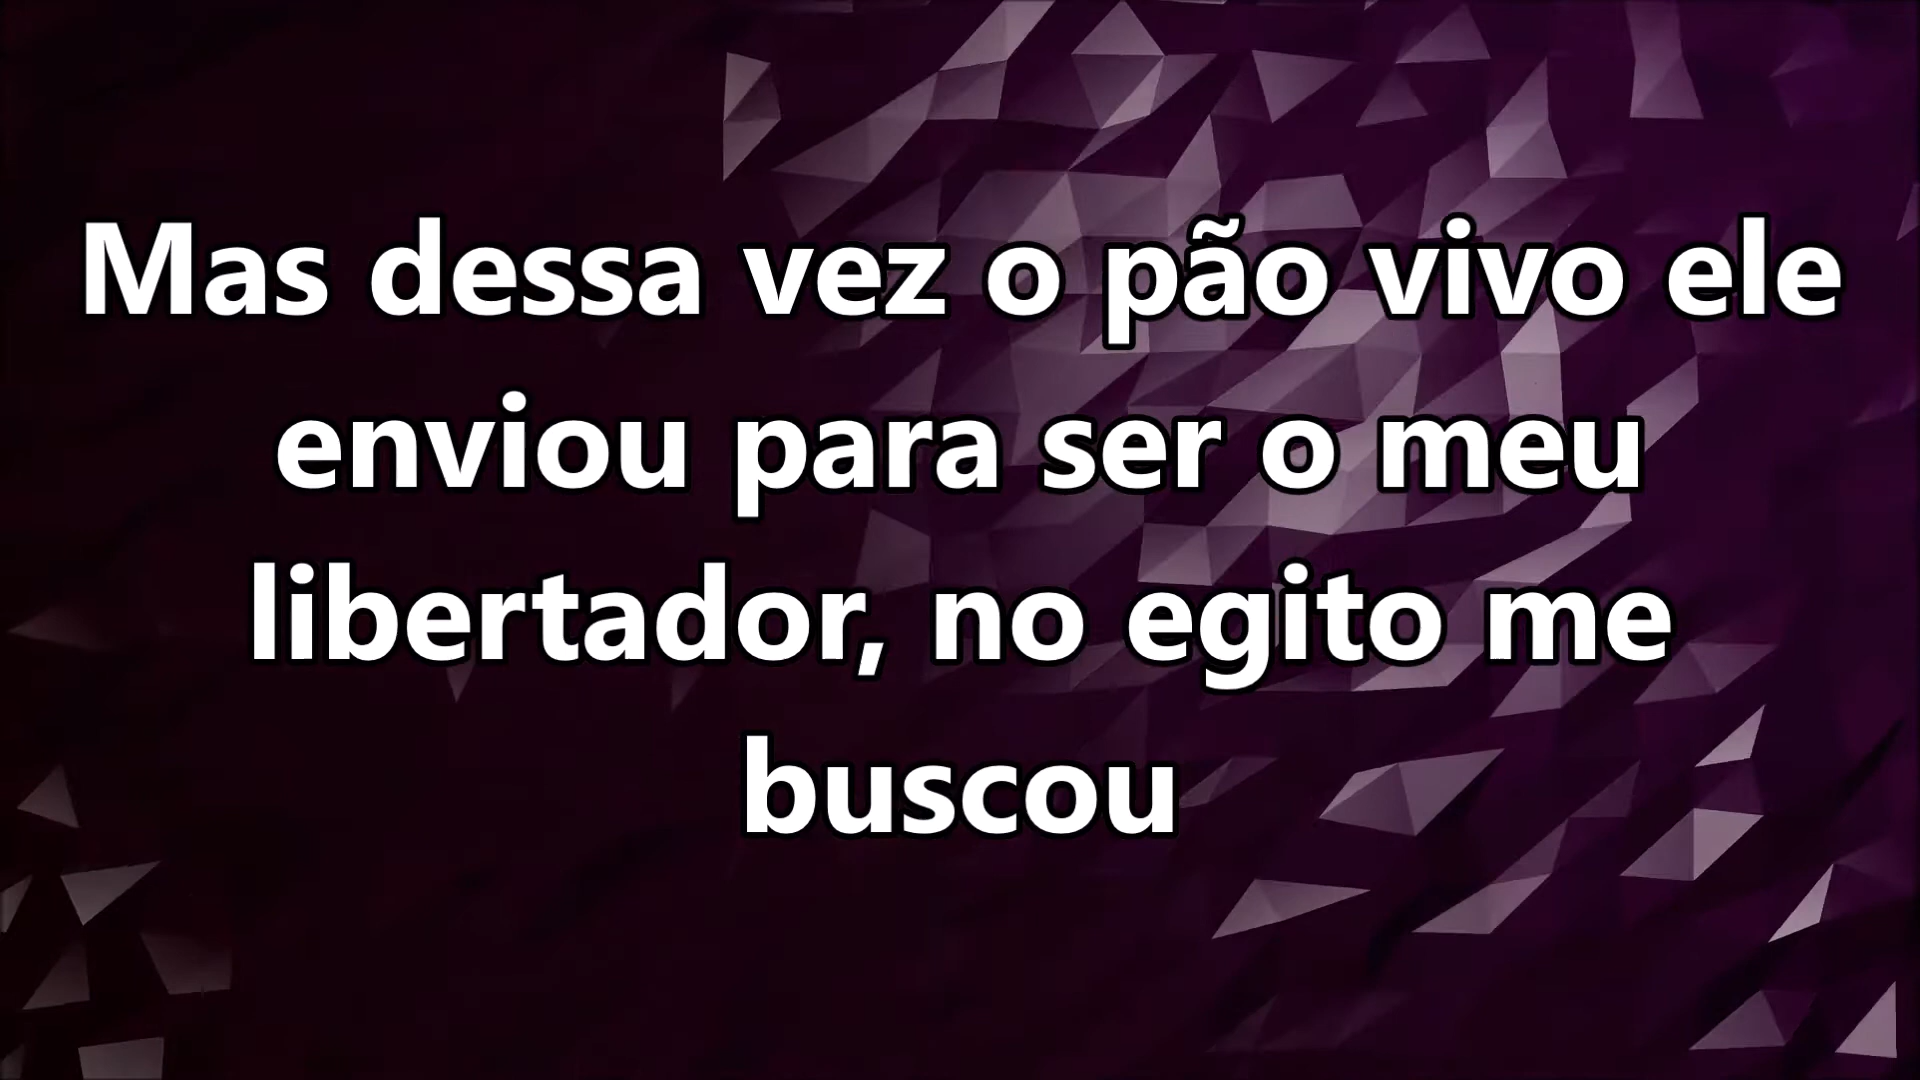 Mas dessa vez o pão vivo ele
enviou para ser o meu
libertador, no egito me
buscou